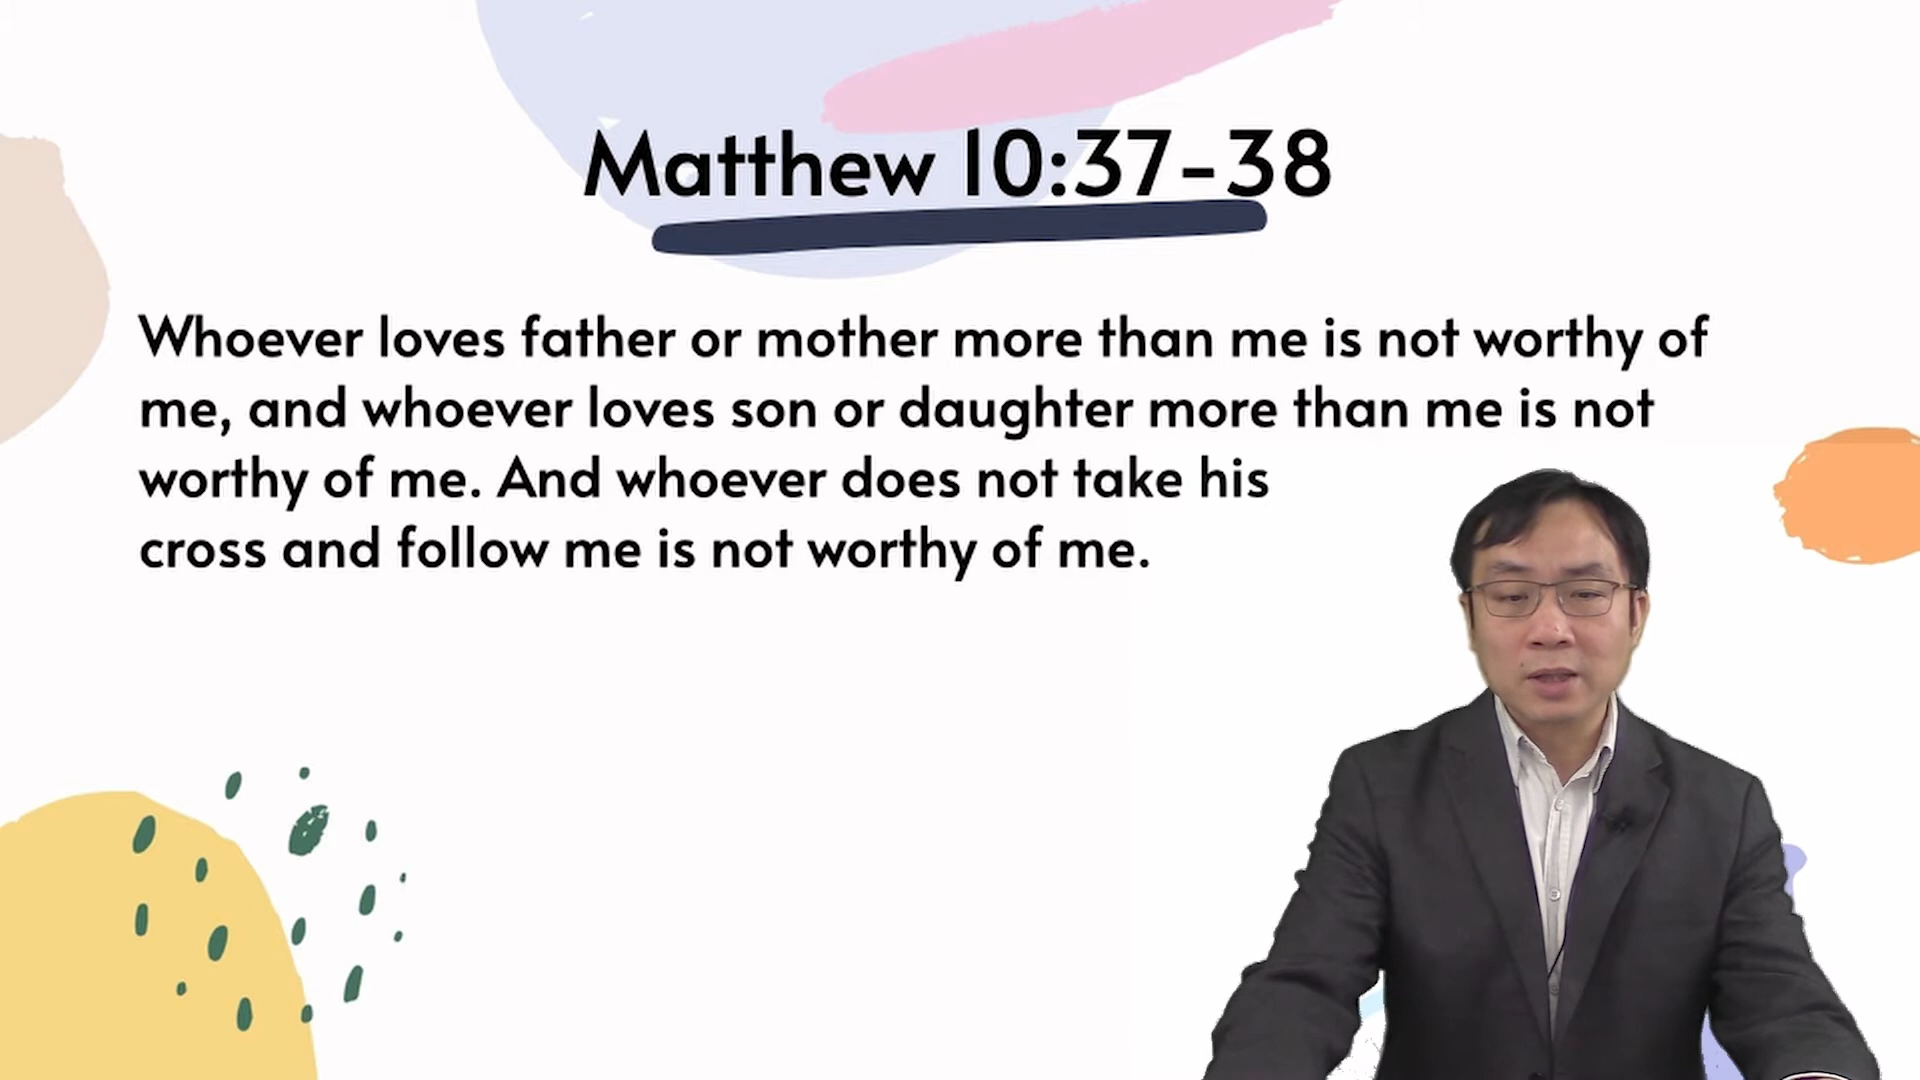 Matthew 10:37-38
Whoever loves father or mother more than me is not worthy of
me, and whoever loves son or daughter more than me is not
worthy of me. And whoever does not take his
cross and follow me is not worthy of me.